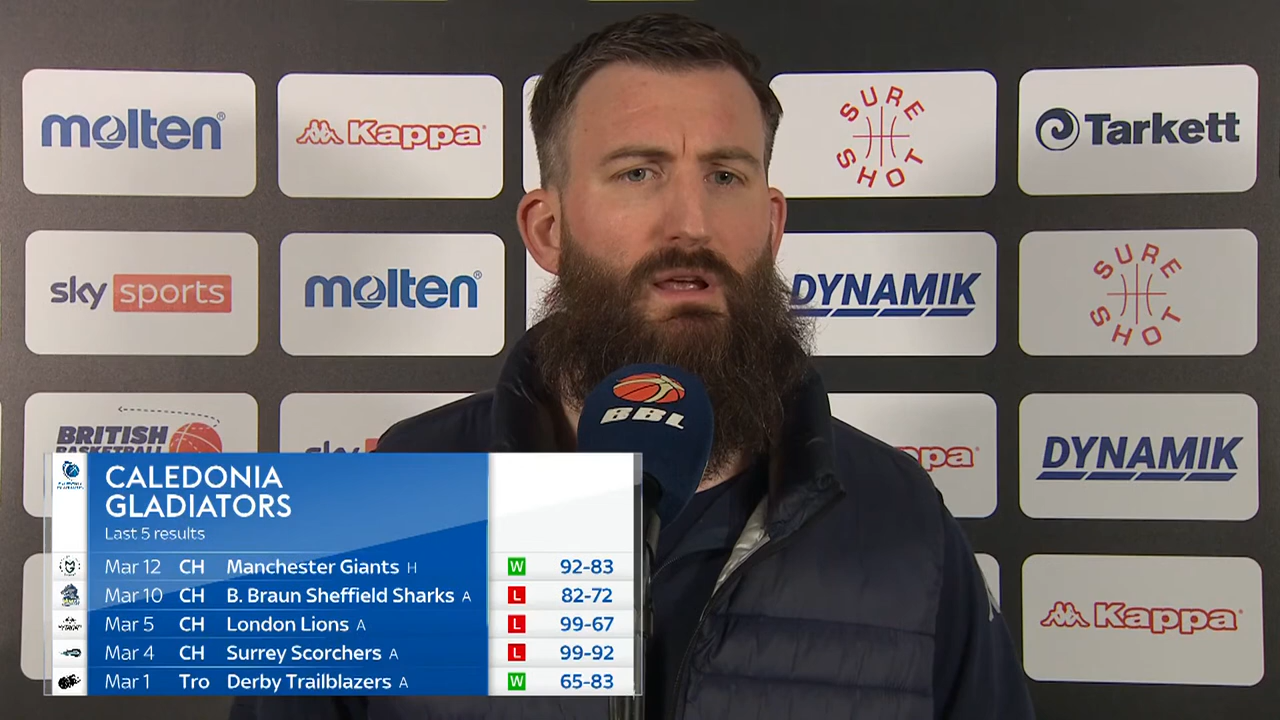 molten®
Kappa®
SURE SHOT
Tarkett
sky sports
molten®
DYNAMIK
SURE SHOT
BRITISH
BASKETBALL
sky
ppa®
DYNAMIK
BBL
Kappa®
CALEDONIA
GLADIATORS
Last 5 results
Mar 12 CH Manchester Giants H W 92-83
Mar 10 CH B. Braun Sheffield Sharks A L 82-72
Mar 5 CH London Lions A L 99-67
Mar 4 CH Surrey Scorchers A L 99-92
Mar 1 Tro Derby Trailblazers A W 65-83